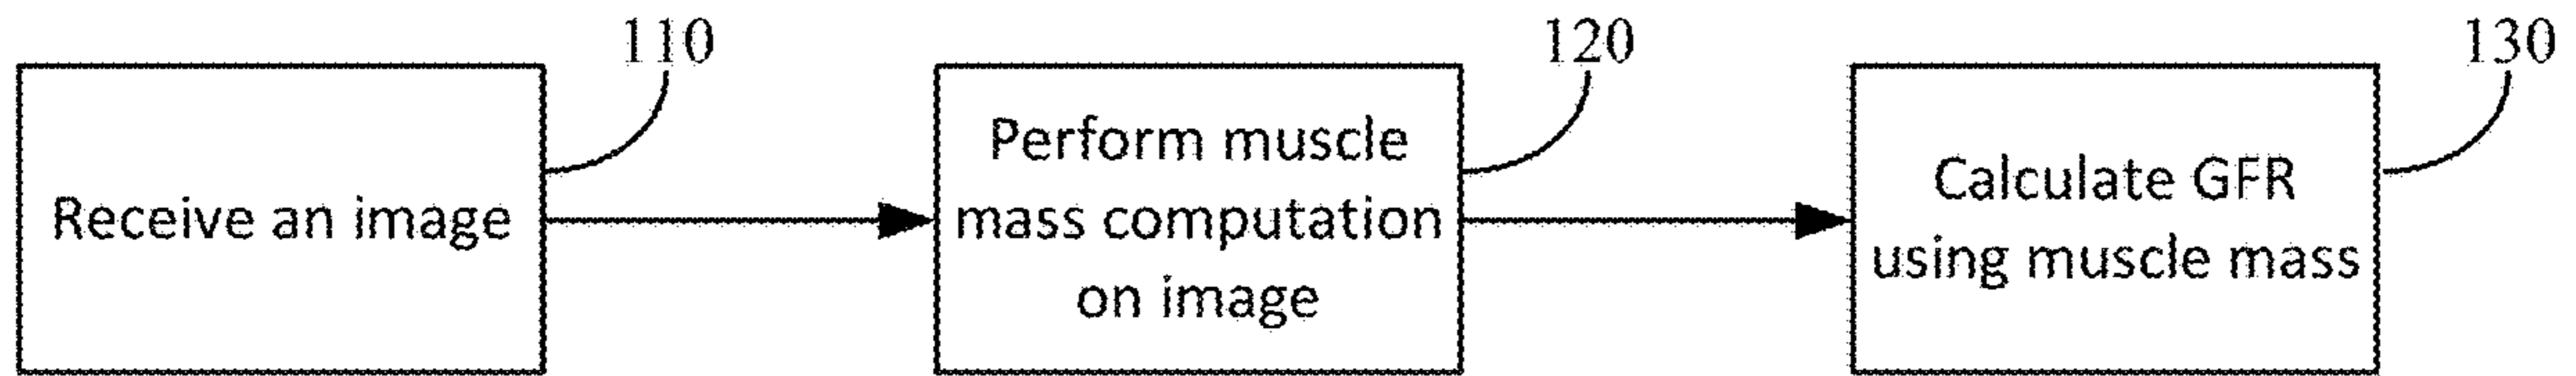 110
120
130
Receive an image
Perform muscle
mass computation
on image
Calculate GFR
using muscle mass